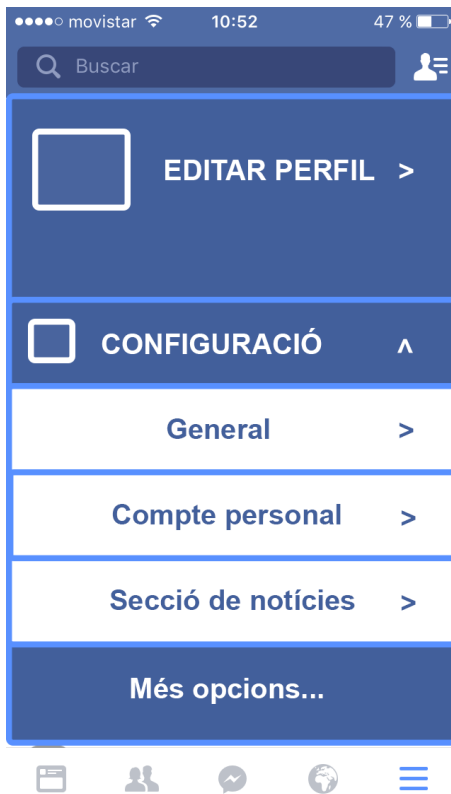 movistar 10:52 47 %
Buscar
EDITAR PERFIL >
CONFIGURACIÓ ^
General >
Compte personal >
Secció de notícies >
Més opcions...